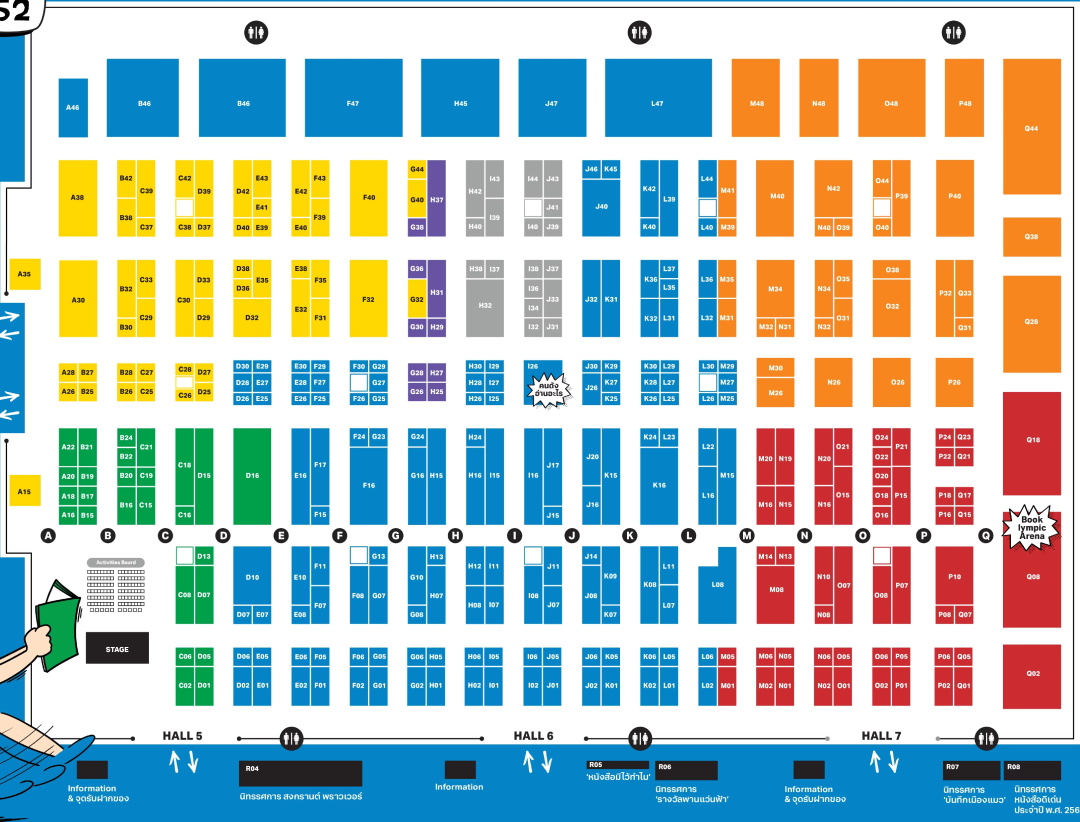 52
A46 B46 B46 F47 H45 J47 L47 M48 N48 O48 P48 Q44
A38 B42 C39 B38 C37 C42 D39 C38 D37 D42 E43 E41 D40 E39 E42 F43 F39 E40 F40 G44 G40 G38 H37 H42 I43 I39 H40 I44 J43 J41 I40 J39 J46 K45 J40 K42 L39 K40 L44 M41 L40 M39 M40 N42 N40 O39 O44 P39 O40 P40 Q38
A35 A30 B32 C33 C29 B30 C30 D33 D29 D38 D36 E35 D32 E38 F35 E32 F31 F32 G36 G32 G30 H31 H29 H38 I37 H32 I38 J37 I36 I34 J33 I32 J31 J32 K31 K36 L37 L35 K32 L31 L36 M35 L32 M31 M34 M32 N31 N34 O35 O31 N32 O38 O32 P32 Q33 Q31 Q28
A28 B27 B28 C27 C28 D27 D30 E29 E30 F29 F30 G29 G28 H27 H30 I29 I26 J30 K29 K30 L29 L30 M29 M30 N26 O26 P26
D28 E27 E28 F27 G27 H28 I27 J26 K27 K28 L27 M27
A26 B25 B26 C25 C26 D25 D26 E25 E26 F25 F26 G25 G26 H25 H26 I25 K25 K26 L25 L26 M25 M26
คนดัง
อ่านอะไร
A15 A22 B21 A20 B19 A18 B17 A16 B15 B24 B22 C21 B20 C19 B16 C15 C18 C16 D15 D16 E16 F17 F15 F24 G23 F16 G24 G16 H15 H24 H16 I15 I16 J17 J15 J20 J16 K15 K24 L23 K16 L22 L16 M15 M20 N19 M16 N15 N20 O21 N16 O15 O24 O22 P21 O20 O18 P15 O16 P24 Q23 P22 Q21 P18 Q17 P16 Q15 Q18
A B C D E F G H I J K L M N O P Q
Book
lympic
Arena
Activities Board
D13 C08 D07 D10 D07 E07 E10 F11 E08 F07 G13 F08 G07 G10 H13 G08 H07 H12 I11 H08 I07 J11 I08 J07 J14 J08 K09 K07 K08 L11 L07 L08 M14 N13 M08 N10 N08 O07 O08 P07 P10 P08 Q07 Q08
STAGE
C06 D05 D06 E05 E06 F05 F06 G05 G06 H05 H06 I05 I06 J05 J06 K05 K06 L05 L06 M05 M06 N05 N06 O05 O06 P05 P06 Q05 Q02
C02 D01 D02 E01 E02 F01 F02 G01 G02 H01 H02 I01 I02 J01 J02 K01 K02 L01 L02 M01 M02 N01 N02 O01 O02 P01 P02 Q01
HALL 5 HALL 6 HALL 7
Information
& จุดรับฝากของ
R04
นิทรรศการ สงกรานต์ พราวเวอร์
Information
R05
'หนังสือมีไว้ทำไม'
R06
นิทรรศการ
'รางวัลพานแว่นฟ้า'
Information
& จุดรับฝากของ
R07
นิทรรศการ
'บันทึกเมืองแมว'
R08
นิทรรศการ
หนังสือดีเด่น
ประจำปี พ.ศ. 256